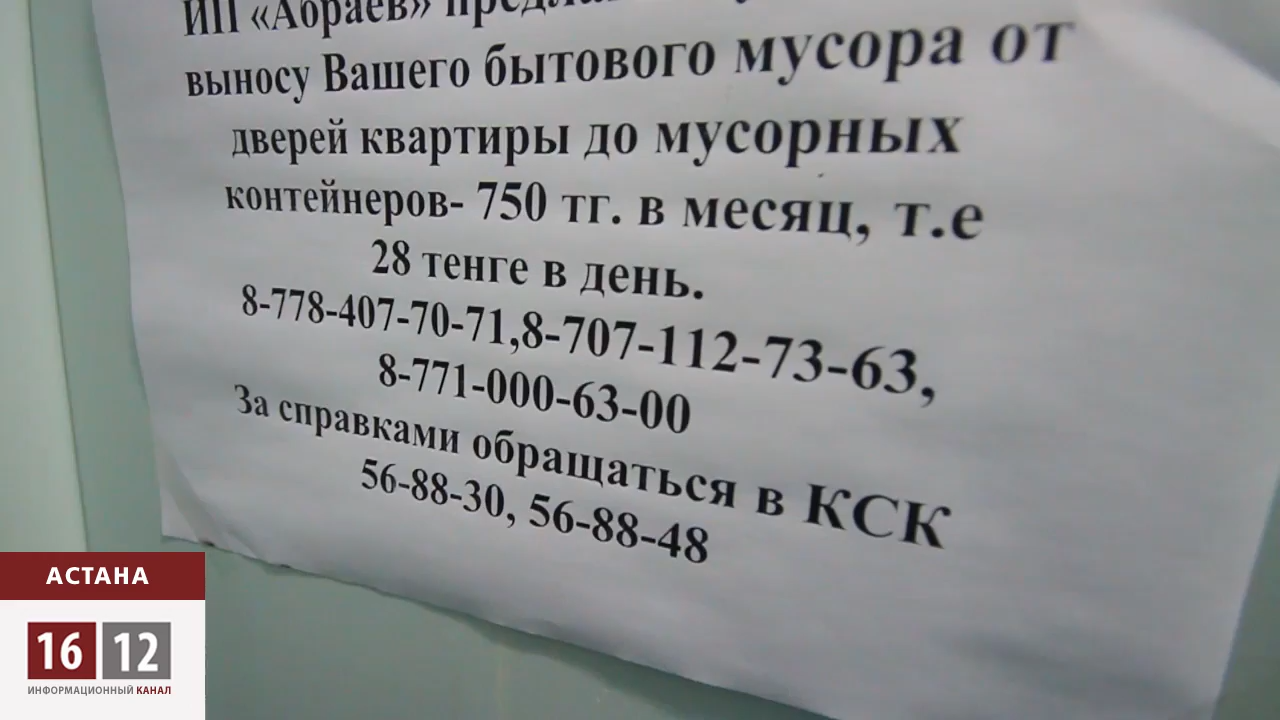 ИП «Абраев»
выносу Вашего бытового мусора от
дверей квартиры до мусорных
контейнеров- 750 тг. в месяц, т.е
28 тенге в день.
8-778-407-70-71,8-707-112-73-63,
8-771-000-63-00
За справками обращаться в КСК
56-88-30, 56-88-48
АСТАНА
16 12
ИНФОРМАЦИОННЫЙ КАНАЛ